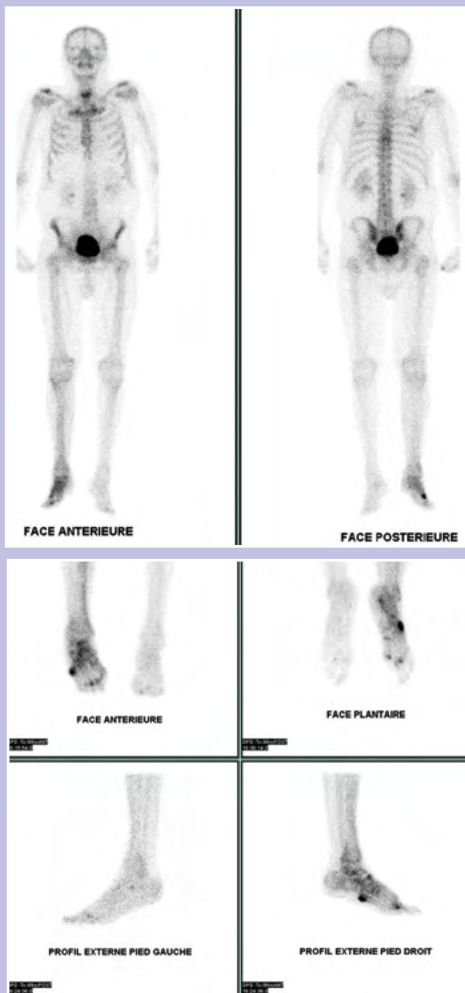 FACE ANTERIEURE
FACE POSTERIEURE
FACE ANTERIEURE
FACE PLANTAIRE
PROFIL EXTERNE PIED GAUCHE
PROFIL EXTERNE PIED DROIT